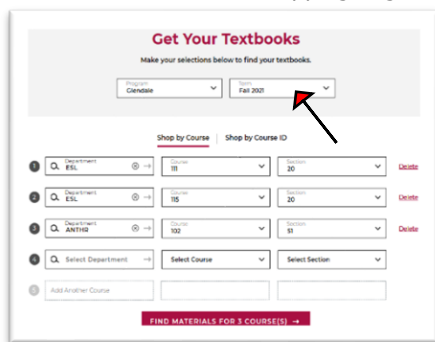 Get Your Textbooks
Make your selections below to find your textbooks.
Program Term
Glendale Fall 2021
Shop by Course Shop by Course ID
Department Course Section
1 ESL 111 20 Delete
Department Course Section
2 ESL 115 20 Delete
Department Course Section
3 ANTHR 102 51 Delete
4 Select Department Select Course Select Section
5 Add Another Course
FIND MATERIALS FOR 3 COURSE(S) →